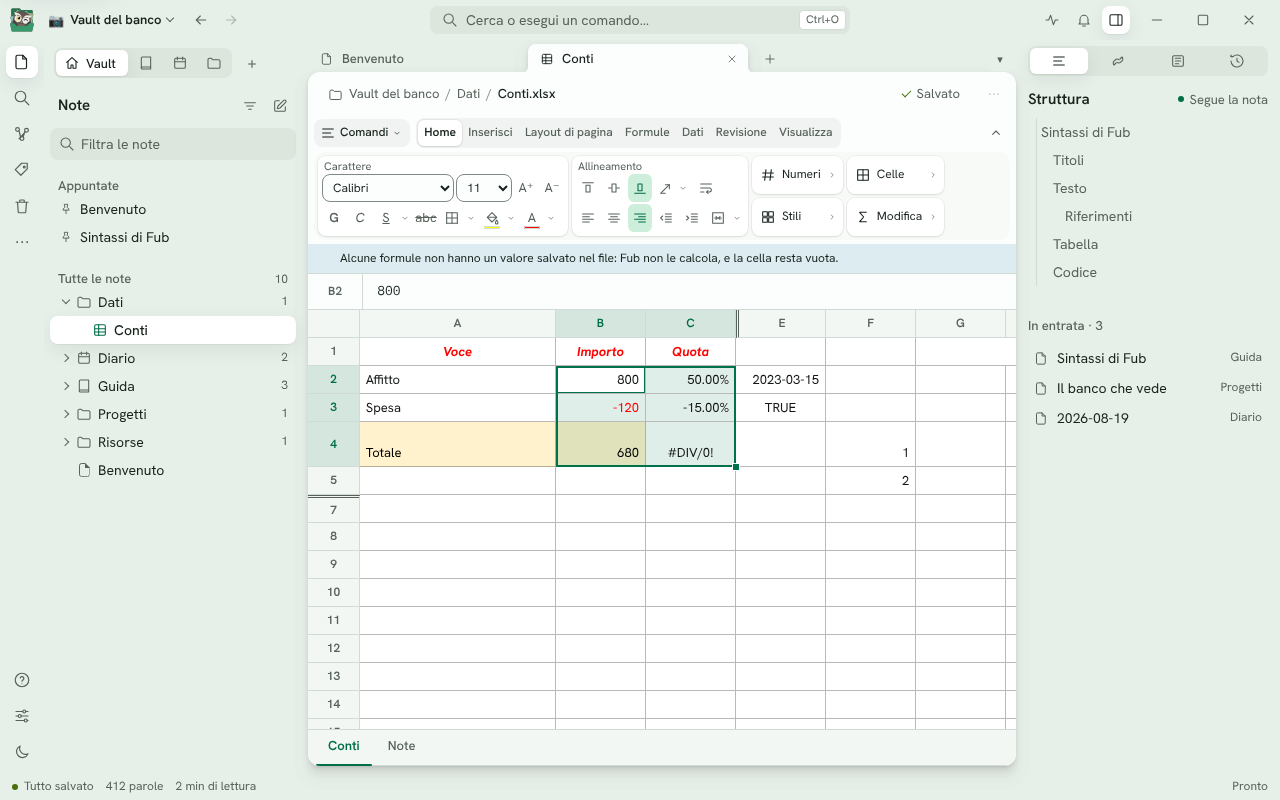 Vault del banco
Cerca o esegui un comando...
Ctrl+O
Vault
Benvenuto
Conti
Note
Filtra le note
Appuntate
Benvenuto
Sintassi di Fub
Tutte le note 10
Dati 1
Conti
Diario 2
Guida 3
Progetti 1
Risorse 1
Benvenuto
Vault del banco / Dati / Conti.xlsx
Salvato
Comandi
Home Inserisci Layout di pagina Formule Dati Revisione Visualizza
Carattere
Calibri 11 A+ A−
G C S abc A
Allineamento
Numeri
Celle
Stili
Modifica
Alcune formule non hanno un valore salvato nel file: Fub non le calcola, e la cella resta vuota.
B2 800
A B C E F G
1 Voce Importo Quota
2 Affitto 800 50.00% 2023-03-15
3 Spesa -120 -15.00% TRUE
4 Totale 680 #DIV/0! 1
5 2
7
8
9
10
11
12
13
14
Conti Note
Struttura
Segue la nota
Sintassi di Fub
Titoli
Testo
Riferimenti
Tabella
Codice
In entrata · 3
Sintassi di Fub Guida
Il banco che vede Progetti
2026-08-19 Diario
Tutto salvato 412 parole 2 min di lettura
Pronto